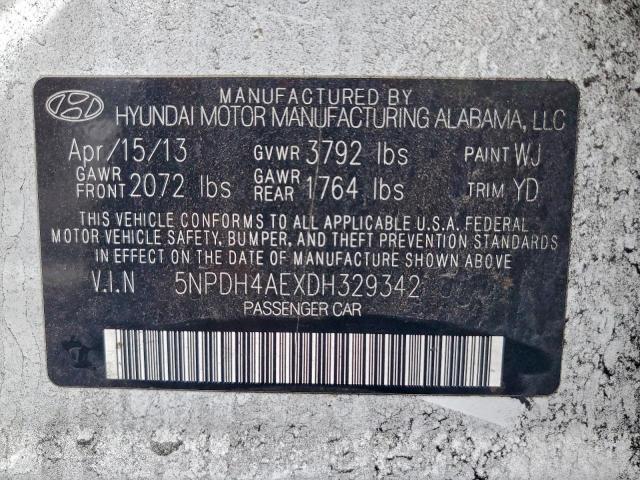 MANUFACTURED BY
HYUNDAI MOTOR MANUFACTURING ALABAMA, LLC
Apr/15/13 GVWR 3792 lbs PAINT WJ
GAWR FRONT 2072 lbs GAWR REAR 1764 lbs TRIM YD
THIS VEHICLE CONFORMS TO ALL APPLICABLE U.S.A. FEDERAL
MOTOR VEHICLE SAFETY, BUMPER, AND THEFT PREVENTION STANDARDS
IN EFFECT ON THE DATE OF MANUFACTURE SHOWN ABOVE.
V.I.N 5NPDH4AEXDH329342
PASSENGER CAR